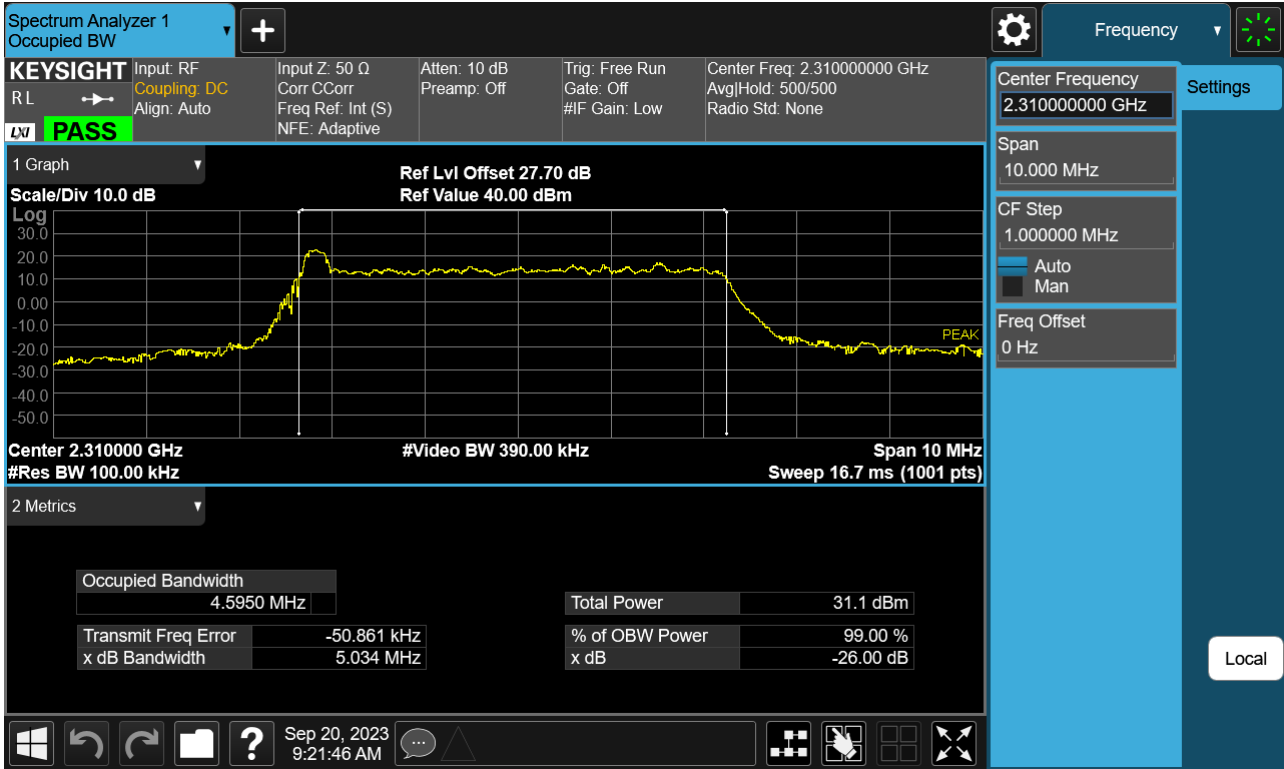 Spectrum Analyzer 1
Occupied BW
Frequency
KEYSIGHT
R L
LXI
PASS
Input: RF
Coupling: DC
Align: Auto
Input Z: 50 Ω
Corr CCorr
Freq Ref: Int (S)
NFE: Adaptive
Atten: 10 dB
Preamp: Off
Trig: Free Run
Gate: Off
#IF Gain: Low
Center Freq: 2.310000000 GHz
Avg|Hold: 500/500
Radio Std: None
Center Frequency
2.310000000 GHz
Settings
Span
10.000 MHz
CF Step
1.000000 MHz
Auto
Man
Freq Offset
0 Hz
Local
1 Graph
Scale/Div 10.0 dB
Ref Lvl Offset 27.70 dB
Ref Value 40.00 dBm
Log
30.0
20.0
10.0
0.00
-10.0
-20.0
-30.0
-40.0
-50.0
PEAK
Center 2.310000 GHz
#Video BW 390.00 kHz
Span 10 MHz
#Res BW 100.00 kHz
Sweep 16.7 ms (1001 pts)
2 Metrics
Occupied Bandwidth
4.5950 MHz
Total Power 31.1 dBm
Transmit Freq Error -50.861 kHz
% of OBW Power 99.00 %
x dB Bandwidth 5.034 MHz
x dB -26.00 dB
?
Sep 20, 2023
9:21:46 AM